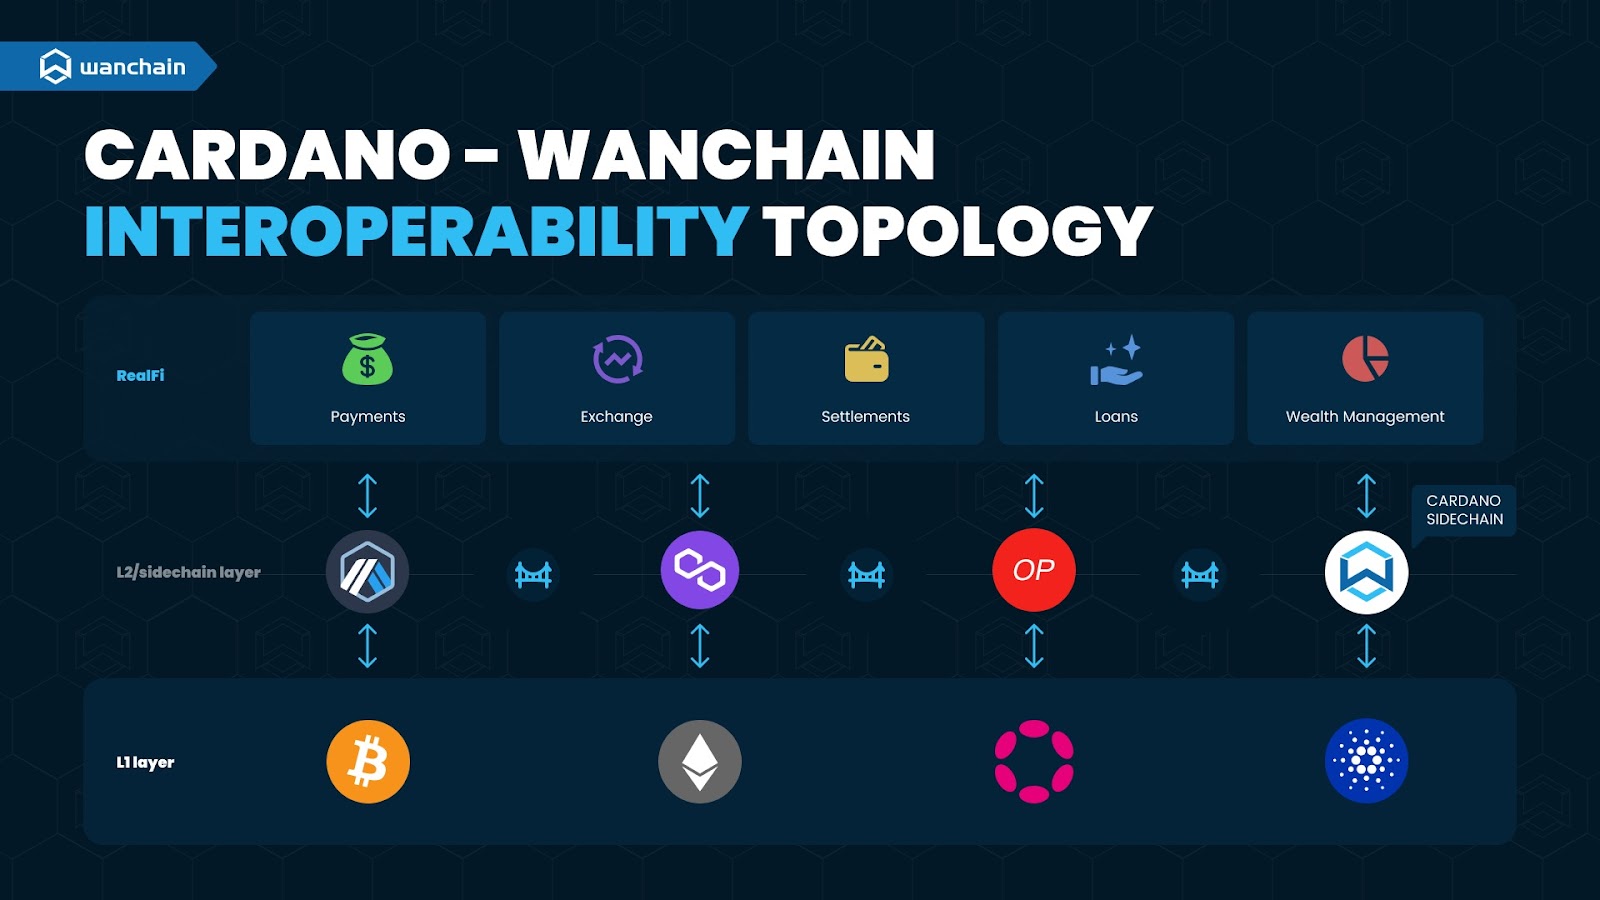 wanchain
CARDANO - WANCHAIN
INTEROPERABILITY TOPOLOGY
RealFi
Payments
Exchange
Settlements
Loans
Wealth Management
CARDANO
SIDECHAIN
L2/sidechain layer
OP
L1 layer